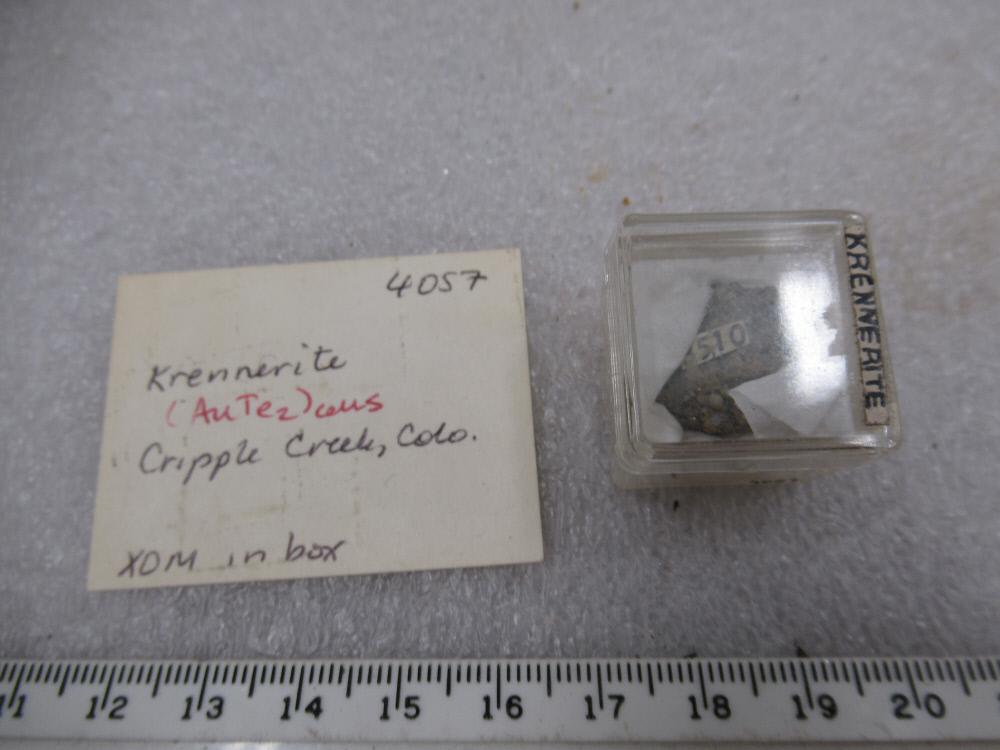 4057
Krennerite
(AuTe₂)
Cripple Creek, Colo.
XOM in box
510
KRENNERITE
11 12 13 14 15 16 17 18 19 20